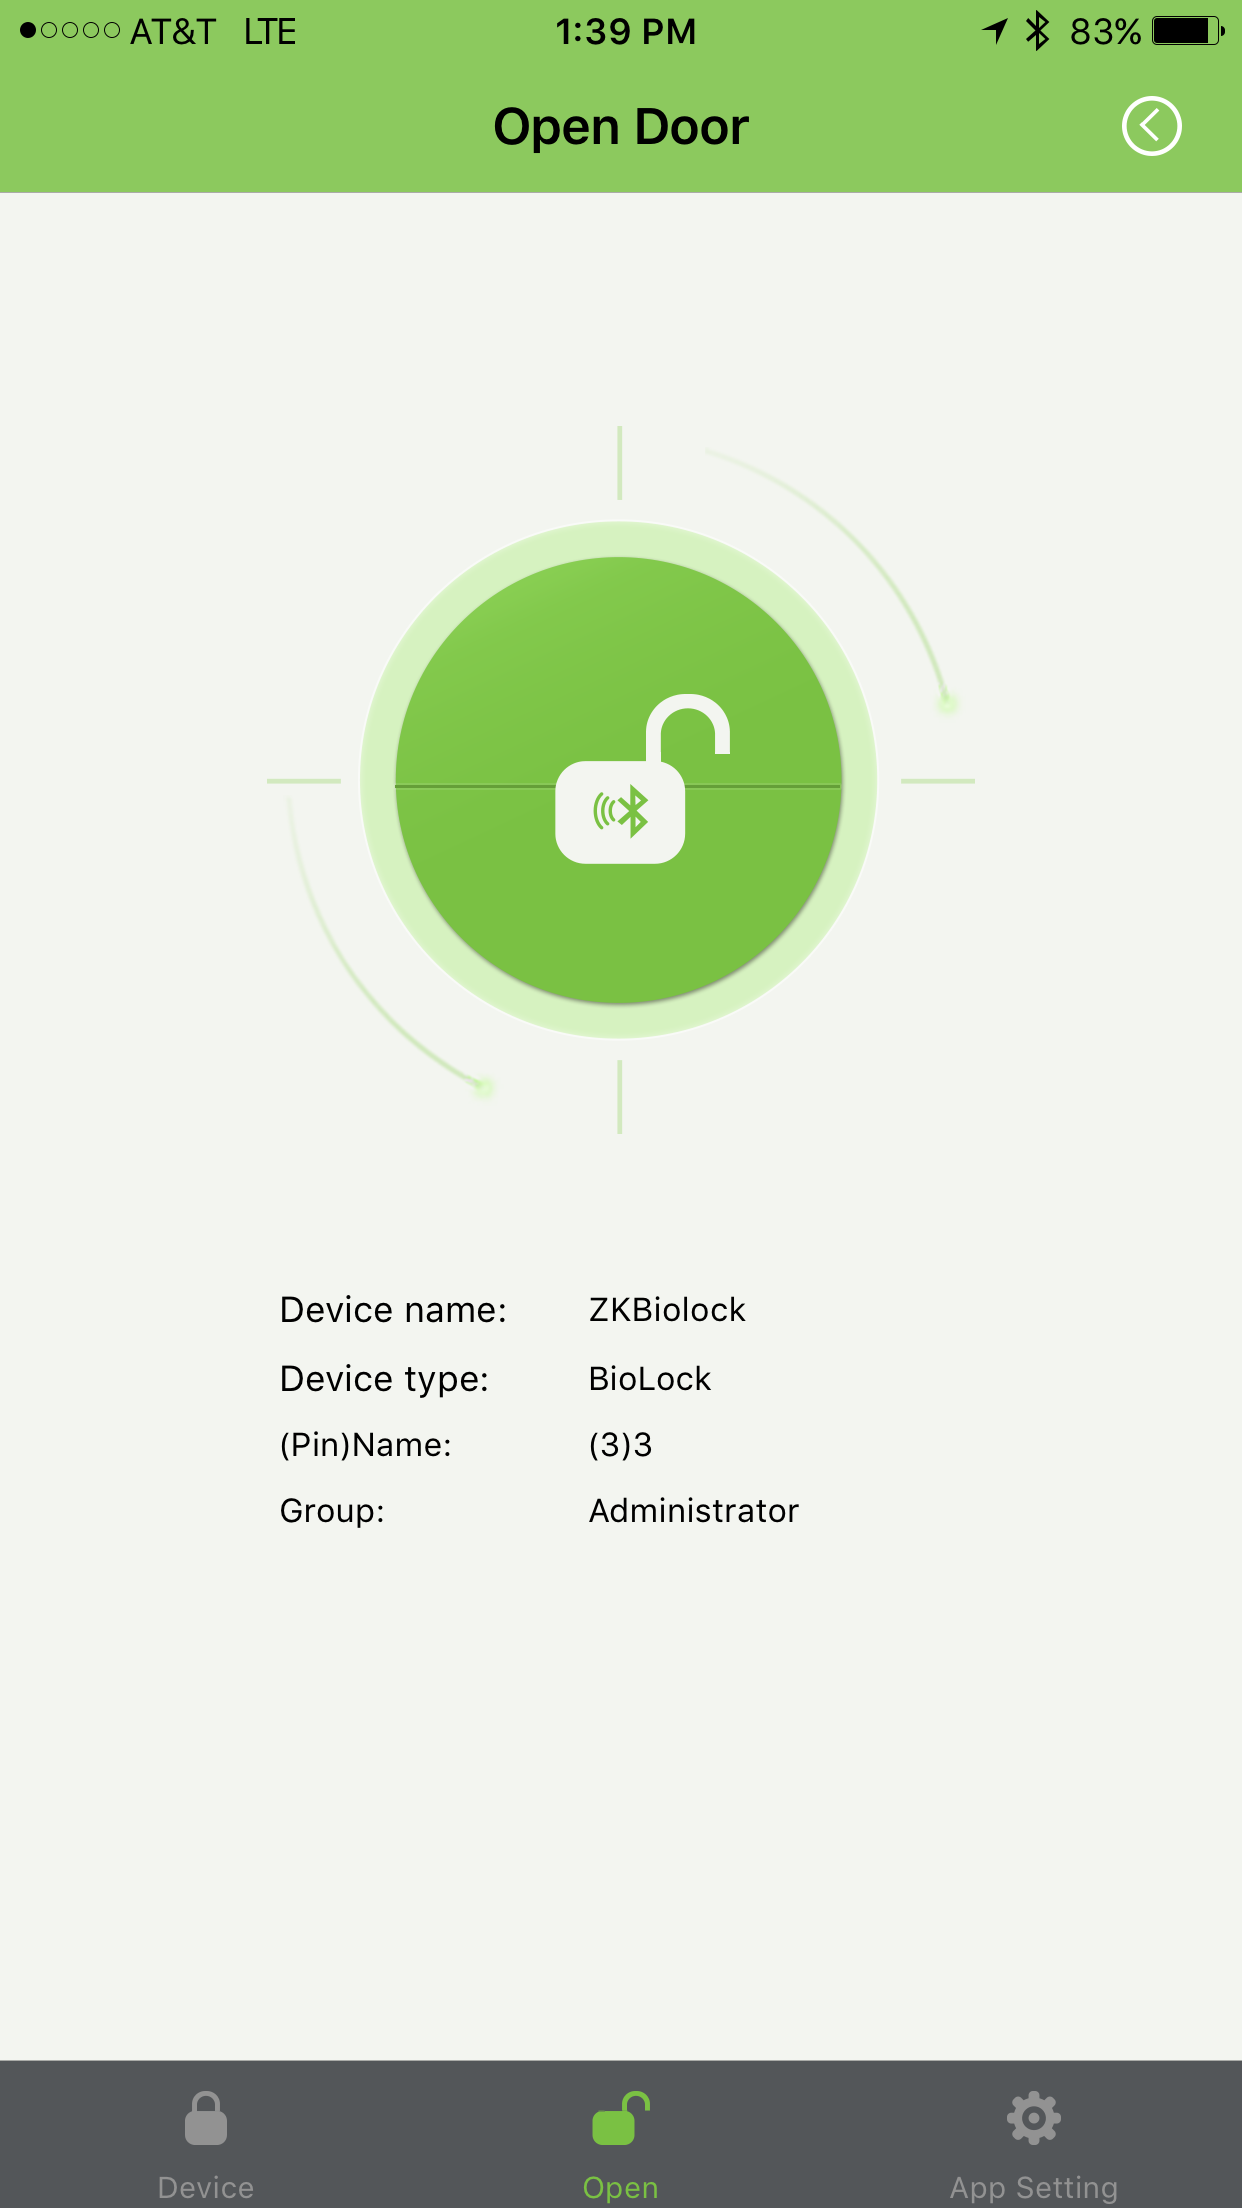 AT&T LTE 1:39 PM 83%
Open Door
Device name: ZKBiolock
Device type: BioLock
(Pin)Name: (3)3
Group: Administrator
Device Open App Setting